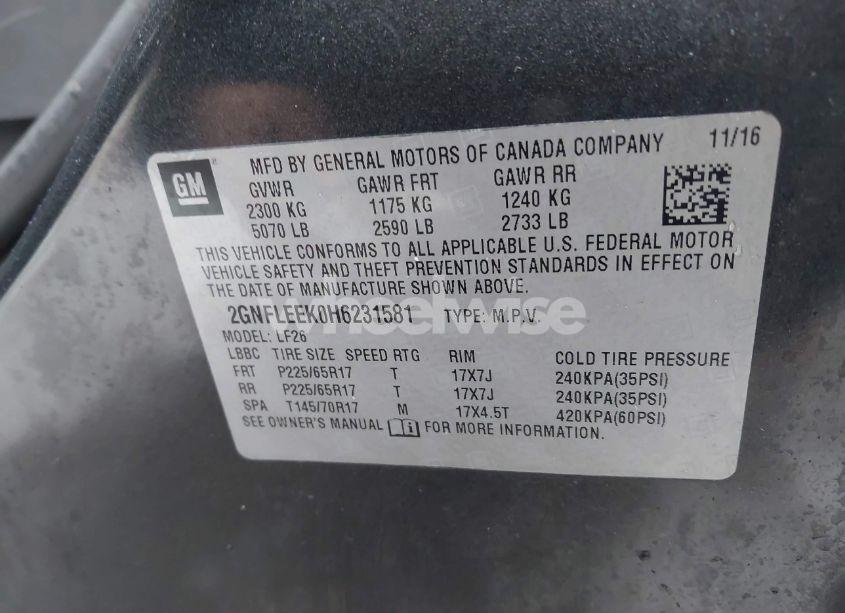 GM
MFD BY GENERAL MOTORS OF CANADA COMPANY 11/16
GVWR GAWR FRT GAWR RR
2300 KG 1175 KG 1240 KG
5070 LB 2590 LB 2733 LB
THIS VEHICLE CONFORMS TO ALL APPLICABLE U.S. FEDERAL MOTOR
VEHICLE SAFETY AND THEFT PREVENTION STANDARDS IN EFFECT ON
THE DATE OF MANUFACTURE SHOWN ABOVE.
2GNFLEEK0H6231581 TYPE: M.P.V.
wheelwise
MODEL: LF26
LBBC TIRE SIZE SPEED RTG RIM COLD TIRE PRESSURE
FRT P225/65R17 T 17X7J 240KPA(35PSI)
RR P225/65R17 T 17X7J 240KPA(35PSI)
SPA T145/70R17 M 17X4.5T 420KPA(60PSI)
SEE OWNER'S MANUAL i FOR MORE INFORMATION.